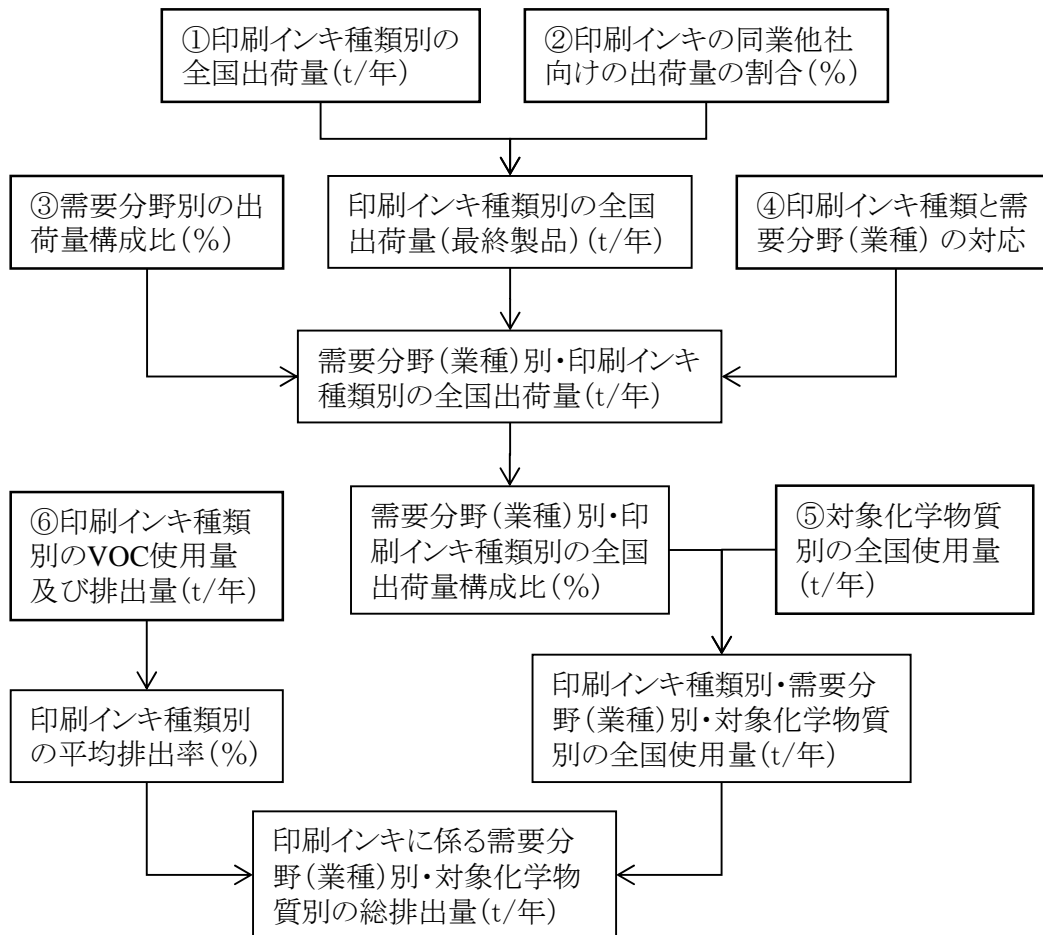 ①印刷インキ種類別の
全国出荷量(t/年)
②印刷インキの同業他社
向けの出荷量の割合(%)
③需要分野別の出
荷量構成比(%)
印刷インキ種類別の全国
出荷量(最終製品)(t/年)
④印刷インキ種類と需
要分野(業種) の対応
需要分野(業種)別・印刷インキ
種類別の全国出荷量(t/年)
⑥印刷インキ種類
別のVOC使用量
及び排出量(t/年)
需要分野(業種)別・印
刷インキ種類別の全国
出荷量構成比(%)
⑤対象化学物質
別の全国使用量
(t/年)
印刷インキ種類別
の平均排出率(%)
印刷インキ種類別・需要分
野(業種)別・対象化学物質
別の全国使用量(t/年)
印刷インキに係る需要分
野(業種)別・対象化学物
質別の総排出量(t/年)